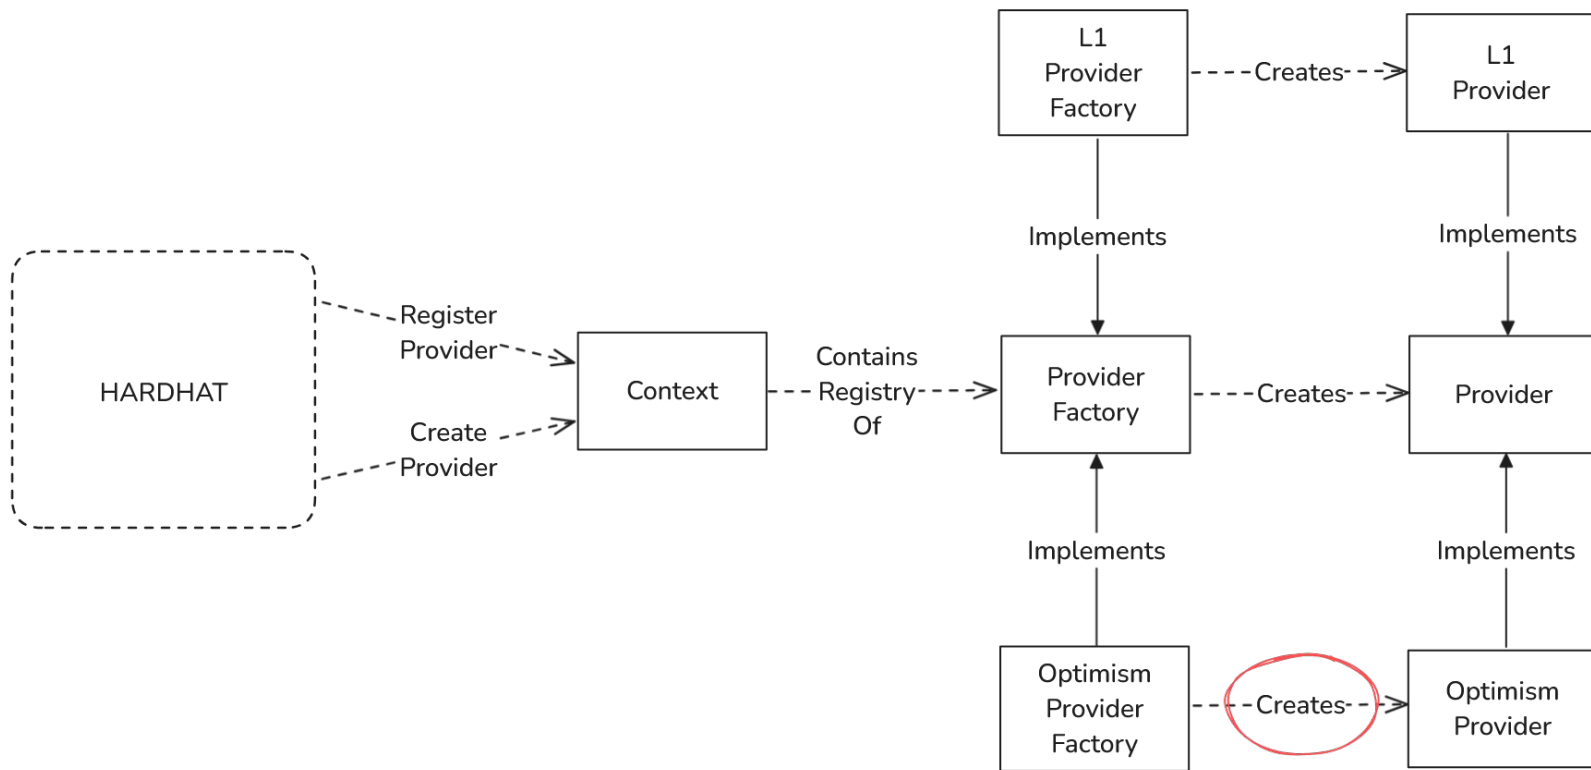 L1
Provider
Factory
Creates
L1
Provider
Implements
Implements
HARDHAT
Register
Provider
Create
Provider
Context
Contains
Registry
Of
Provider
Factory
Creates
Provider
Implements
Implements
Optimism
Provider
Factory
Creates
Optimism
Provider